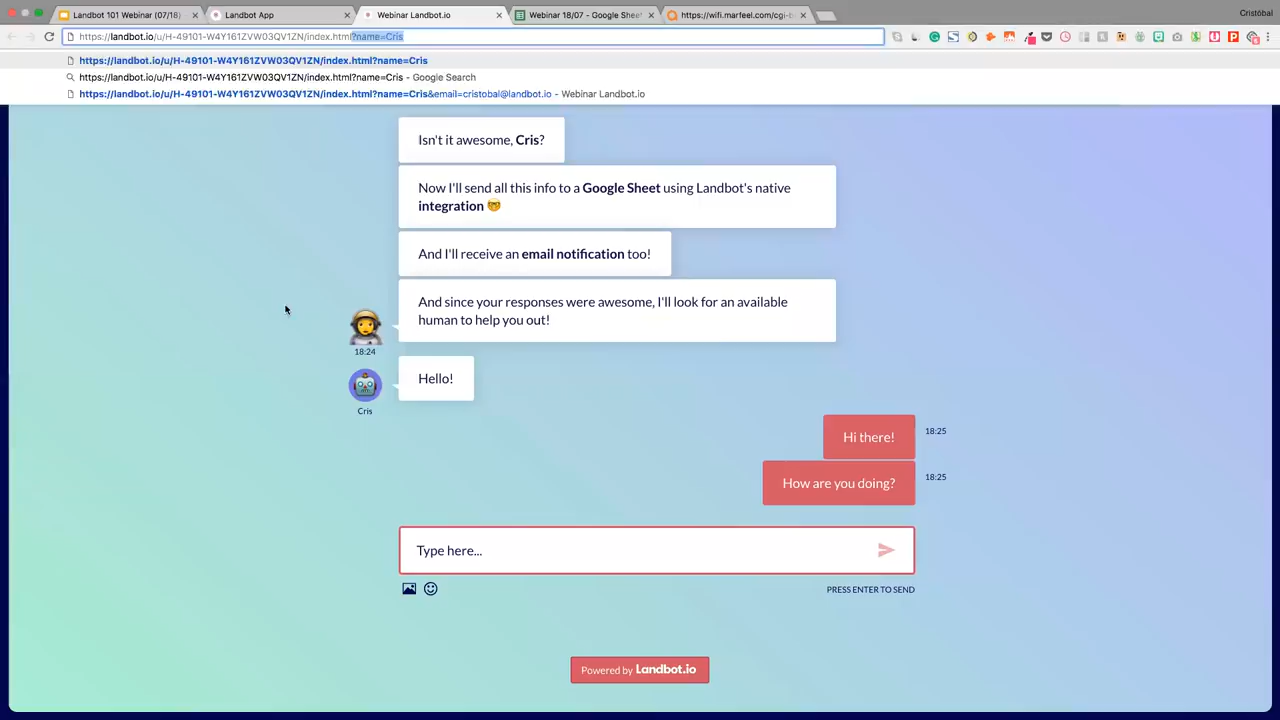 Landbot 101 Webinar (07/18)
Landbot App
Webinar Landbot.io
Webinar 18/07 - Google Sheet
https://wifi.marfeel.com/cgi-b
Cristóbal
https://landbot.io/u/H-49101-W4Y161ZVW03QV1ZN/index.html?name=Cris
https://landbot.io/u/H-49101-W4Y161ZVW03QV1ZN/index.html?name=Cris
https://landbot.io/u/H-49101-W4Y161ZVW03QV1ZN/index.html?name=Cris - Google Search
https://landbot.io/u/H-49101-W4Y161ZVW03QV1ZN/index.html?name=Cris&email=cristobal@landbot.io - Webinar Landbot.io
Isn't it awesome, Cris?
Now I'll send all this info to a Google Sheet using Landbot's native
integration 🤓
And I'll receive an email notification too!
And since your responses were awesome, I'll look for an available
human to help you out!
18:24
Hello!
Cris
Hi there!
18:25
How are you doing?
18:25
Type here...
PRESS ENTER TO SEND
Powered by Landbot.io